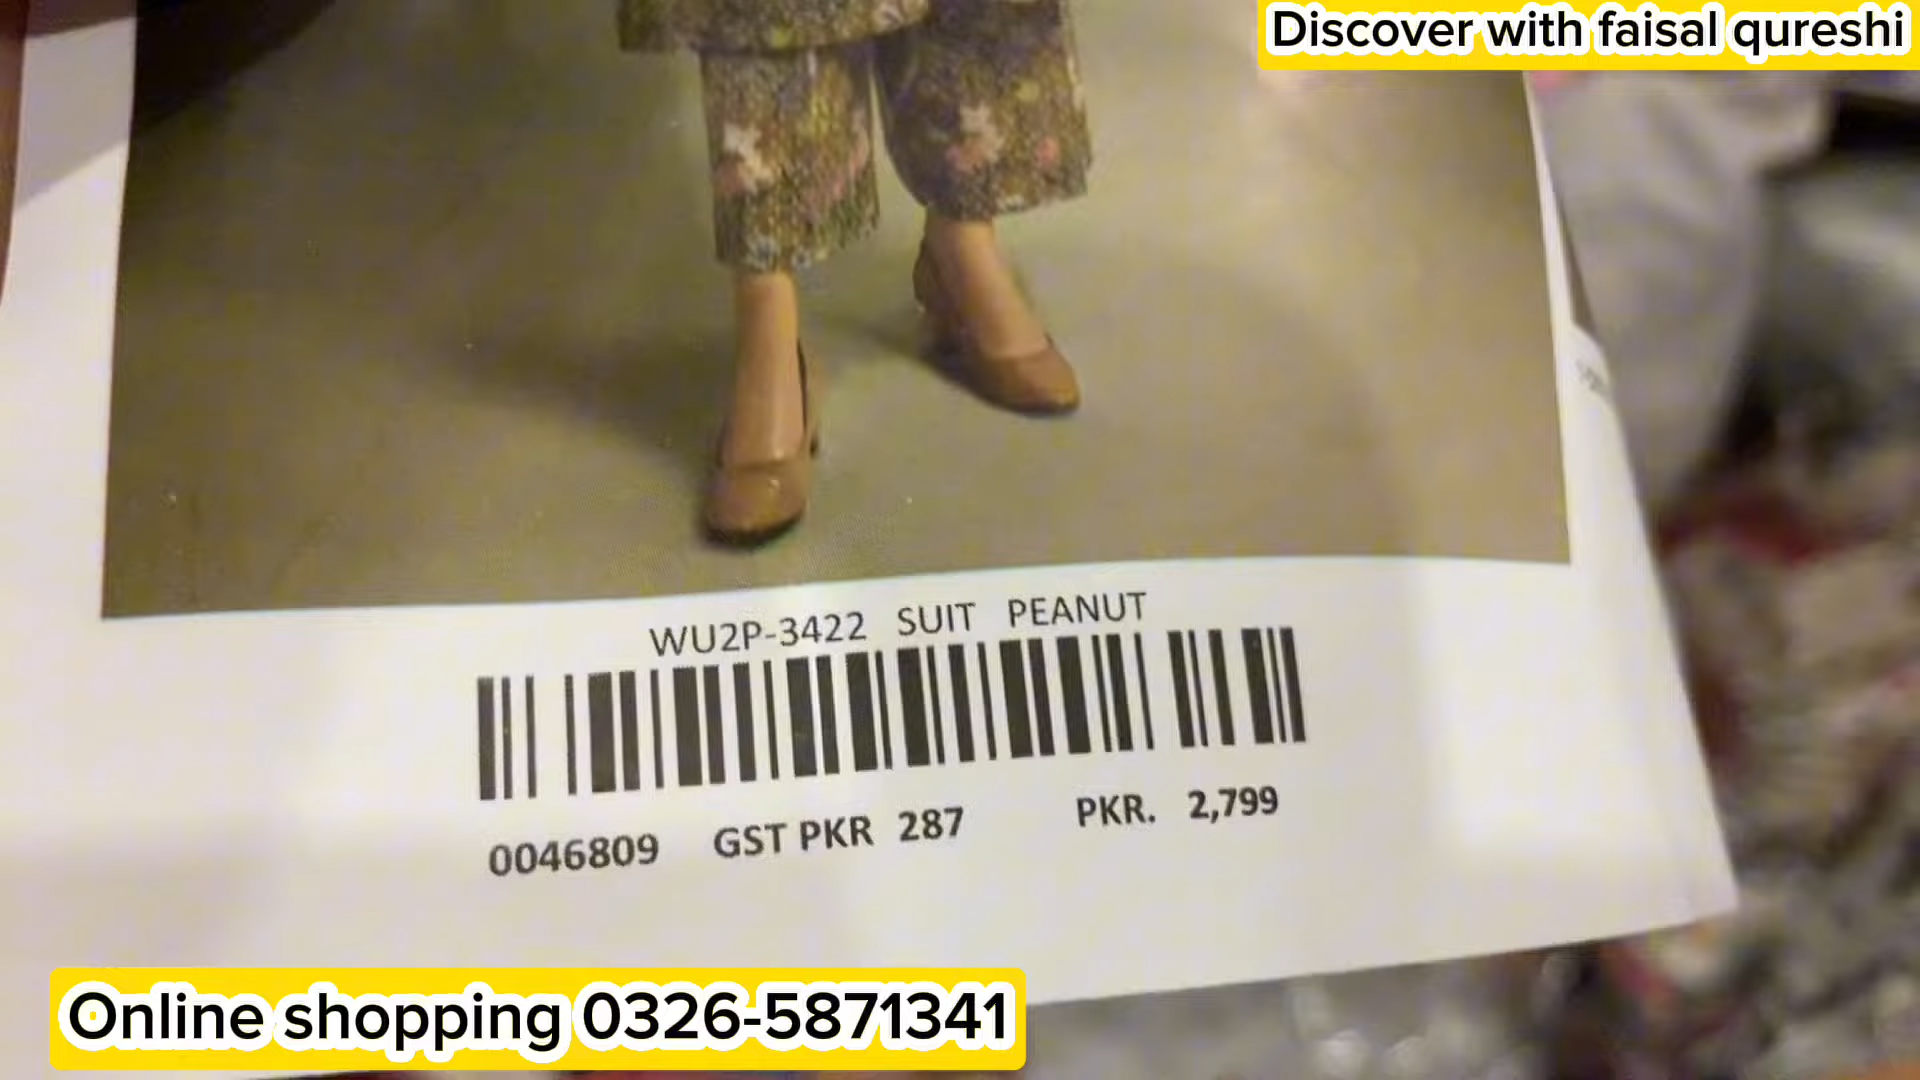 Discover with faisal qureshi
WU2P-3422 SUIT PEANUT
0046809 GST PKR 287 PKR. 2,799
Online shopping 0326-5871341